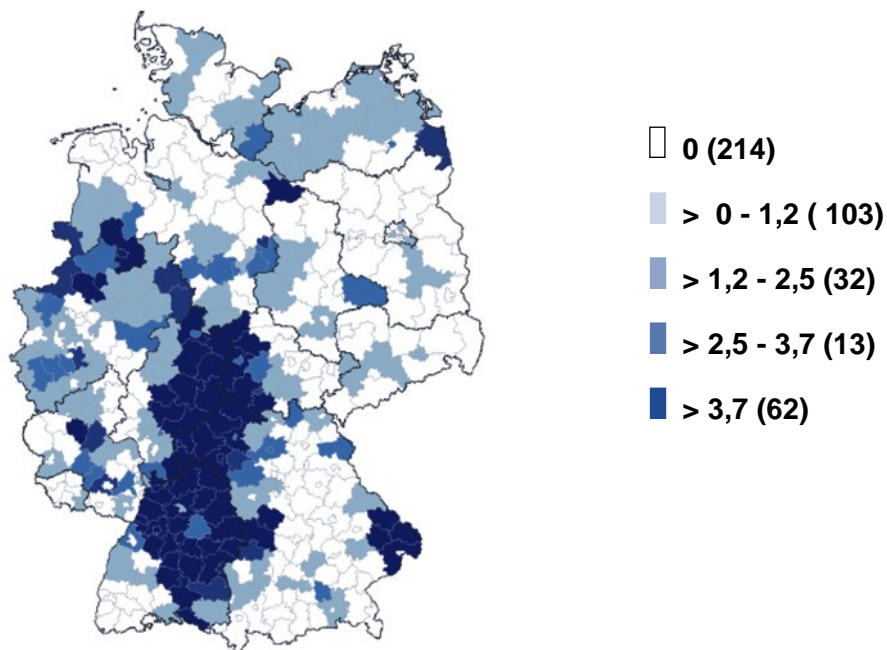 0 (214)
> 0 - 1,2 ( 103)
> 1,2 - 2,5 (32)
> 2,5 - 3,7 (13)
> 3,7 (62)